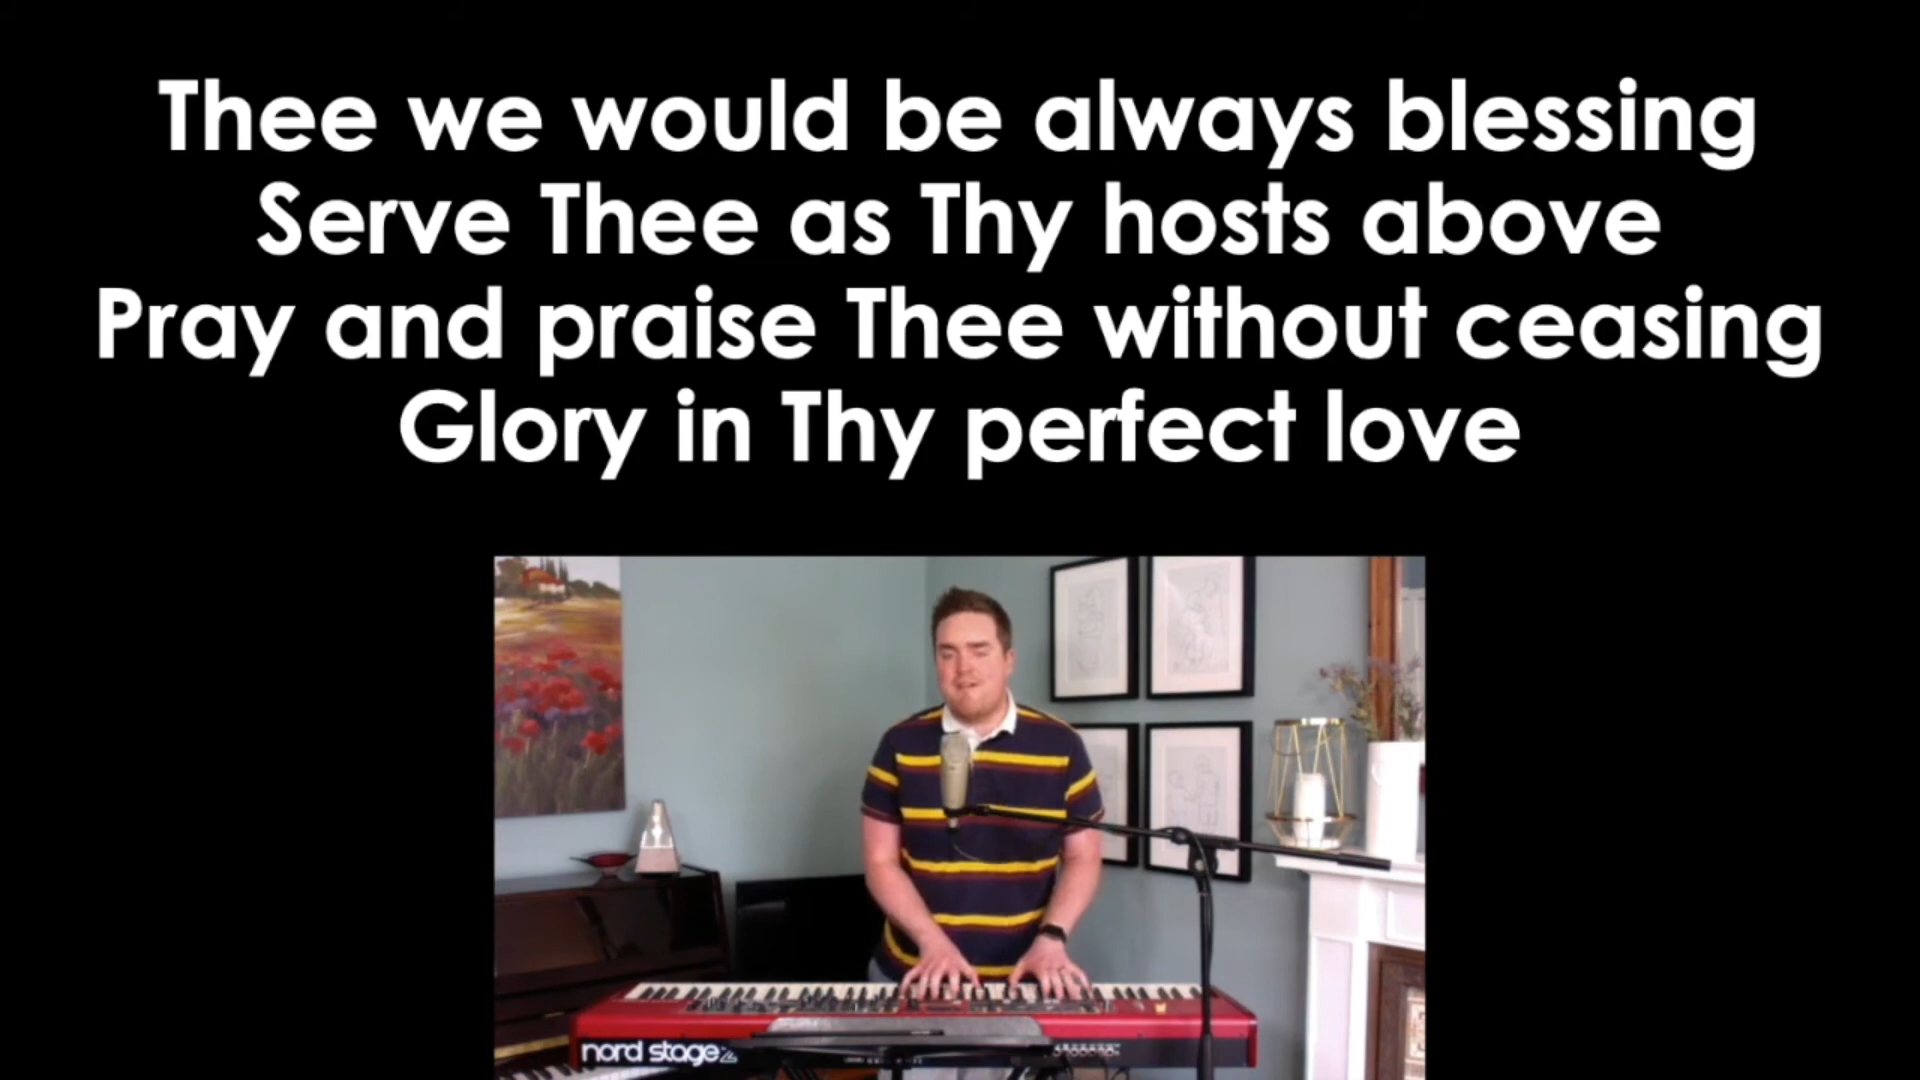 Thee we would be always blessing
Serve Thee as Thy hosts above
Pray and praise Thee without ceasing
Glory in Thy perfect love
nord stage 2